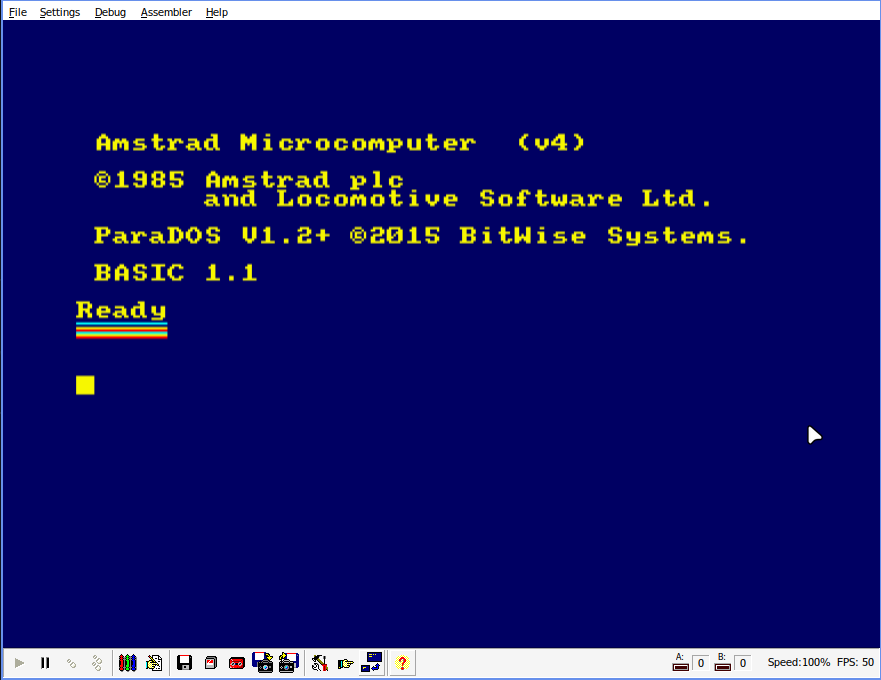 File Settings Debug Assembler Help
Amstrad Microcomputer (v4)
©1985 Amstrad plc
and Locomotive Software Ltd.
ParaDOS V1.2+ ©2015 BitWise Systems.
BASIC 1.1
Ready
A: 0 B: 0 Speed:100% FPS: 50